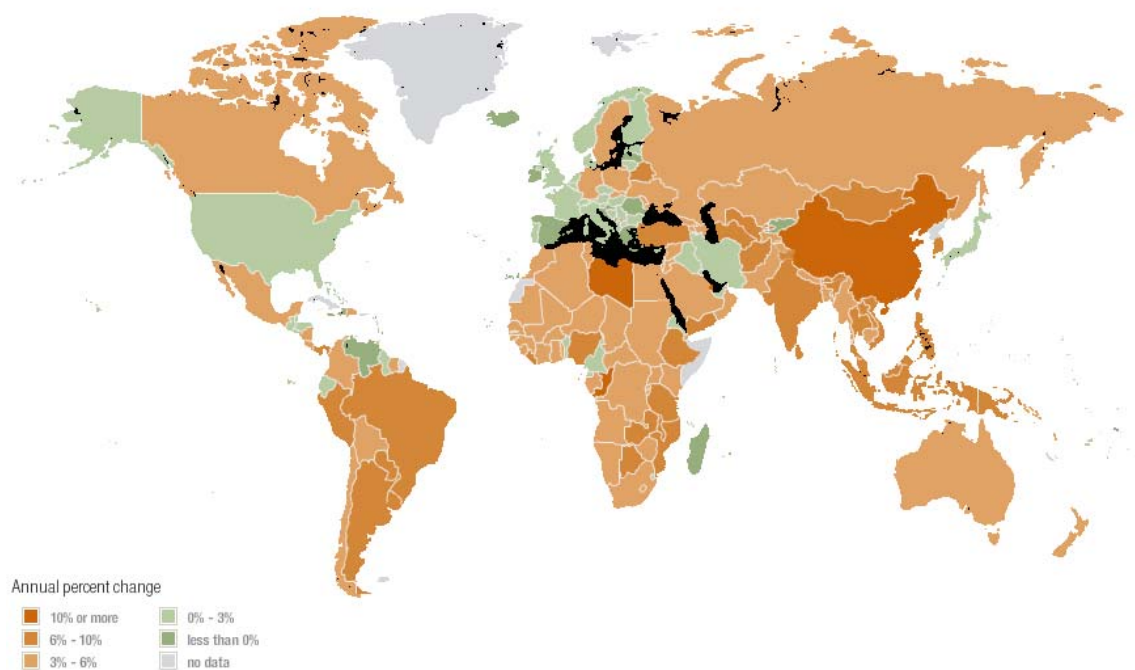 Annual percent change
10% or more
6% - 10%
3% - 6%
0% - 3%
less than 0%
no data